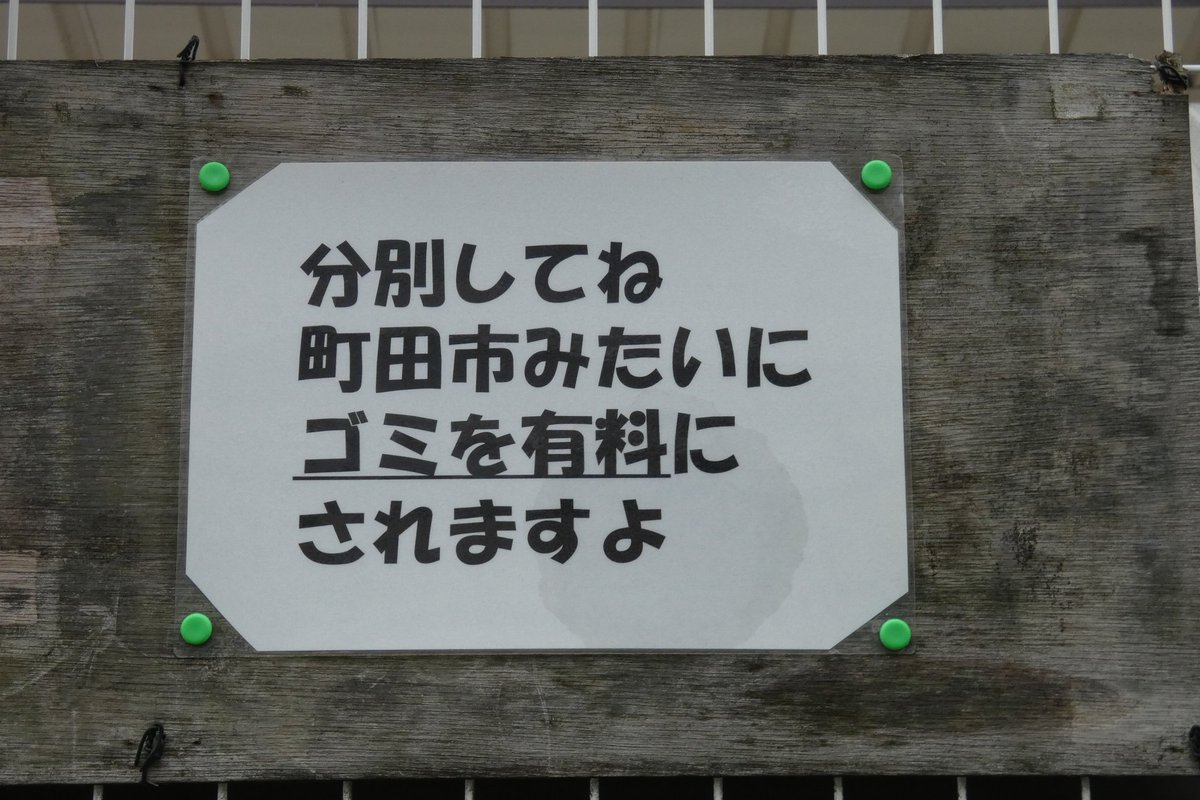 分別してね
町田市みたいに
ゴミを有料に
されますよ